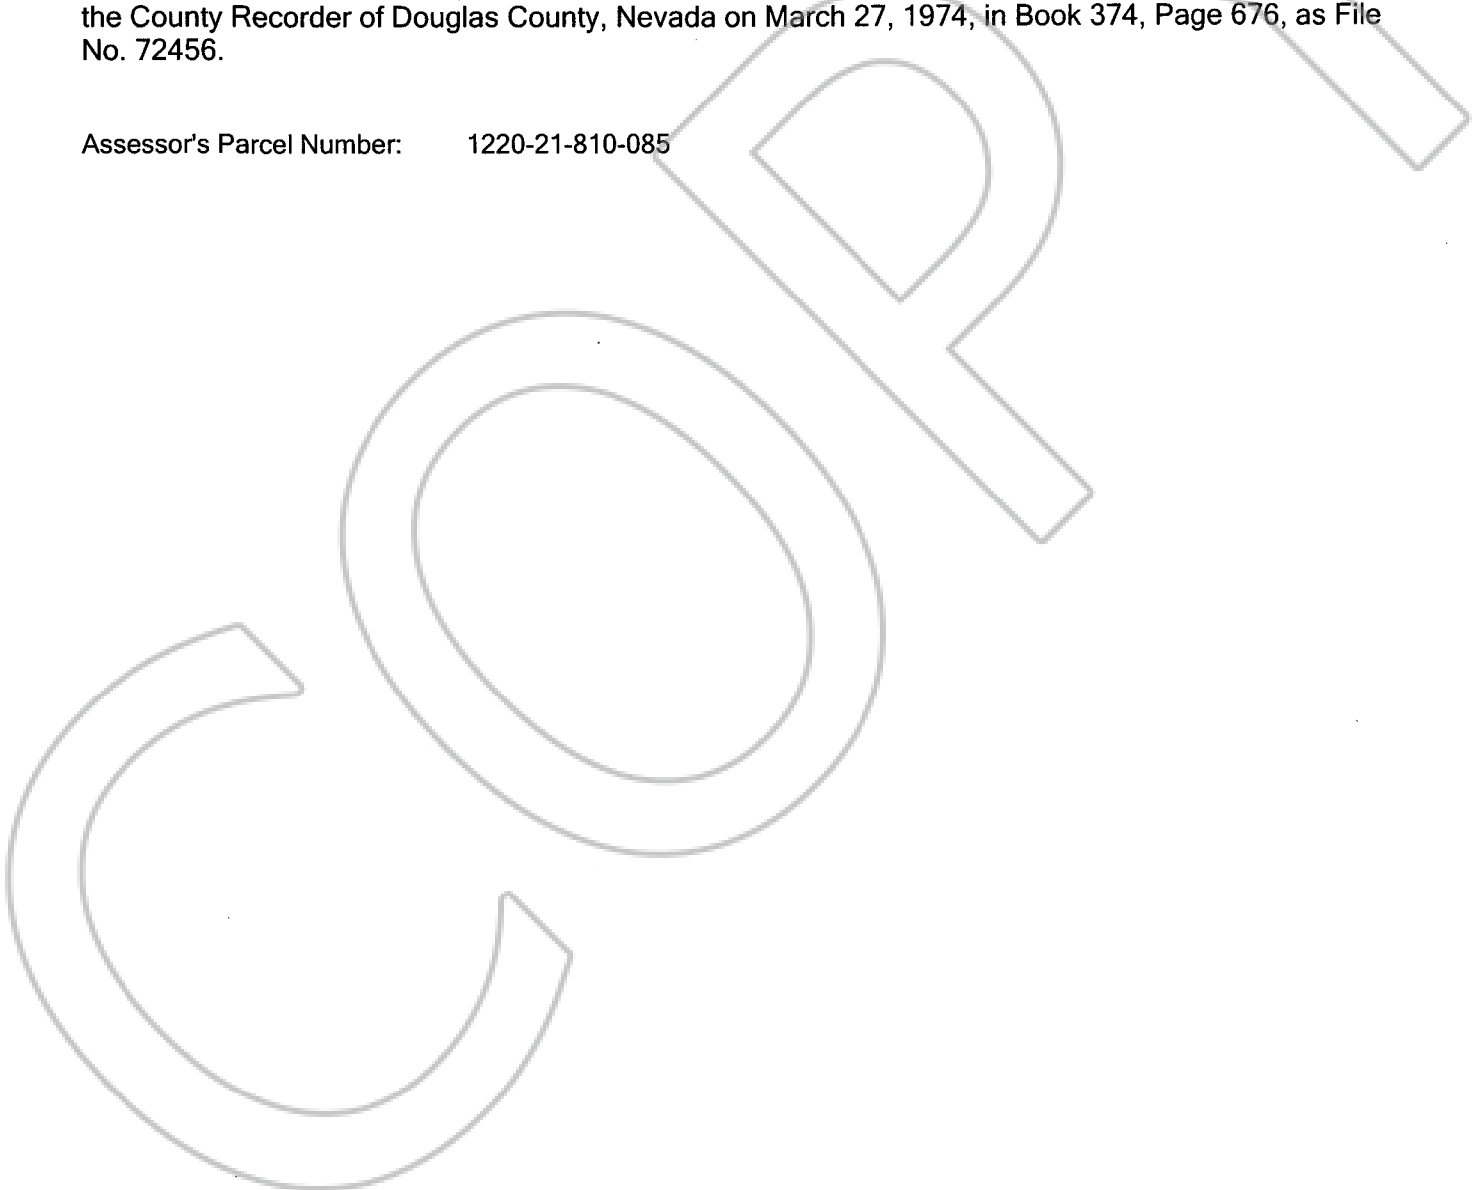 the County Recorder of Douglas County, Nevada on March 27, 1974, in Book 374, Page 676, as File
No. 72456.
Assessor's Parcel Number: 1220-21-810-085
COPY